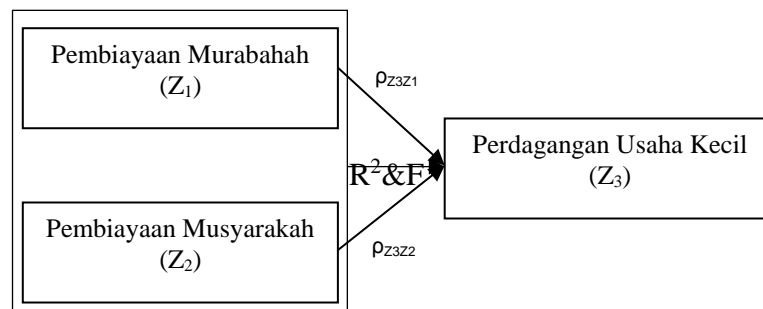 Pembiayaan Murabahah
(Z₁)
ρZ3Z1
Perdagangan Usaha Kecil
(Z₃)
R²&F
Pembiayaan Musyarakah
(Z₂)
ρZ3Z2